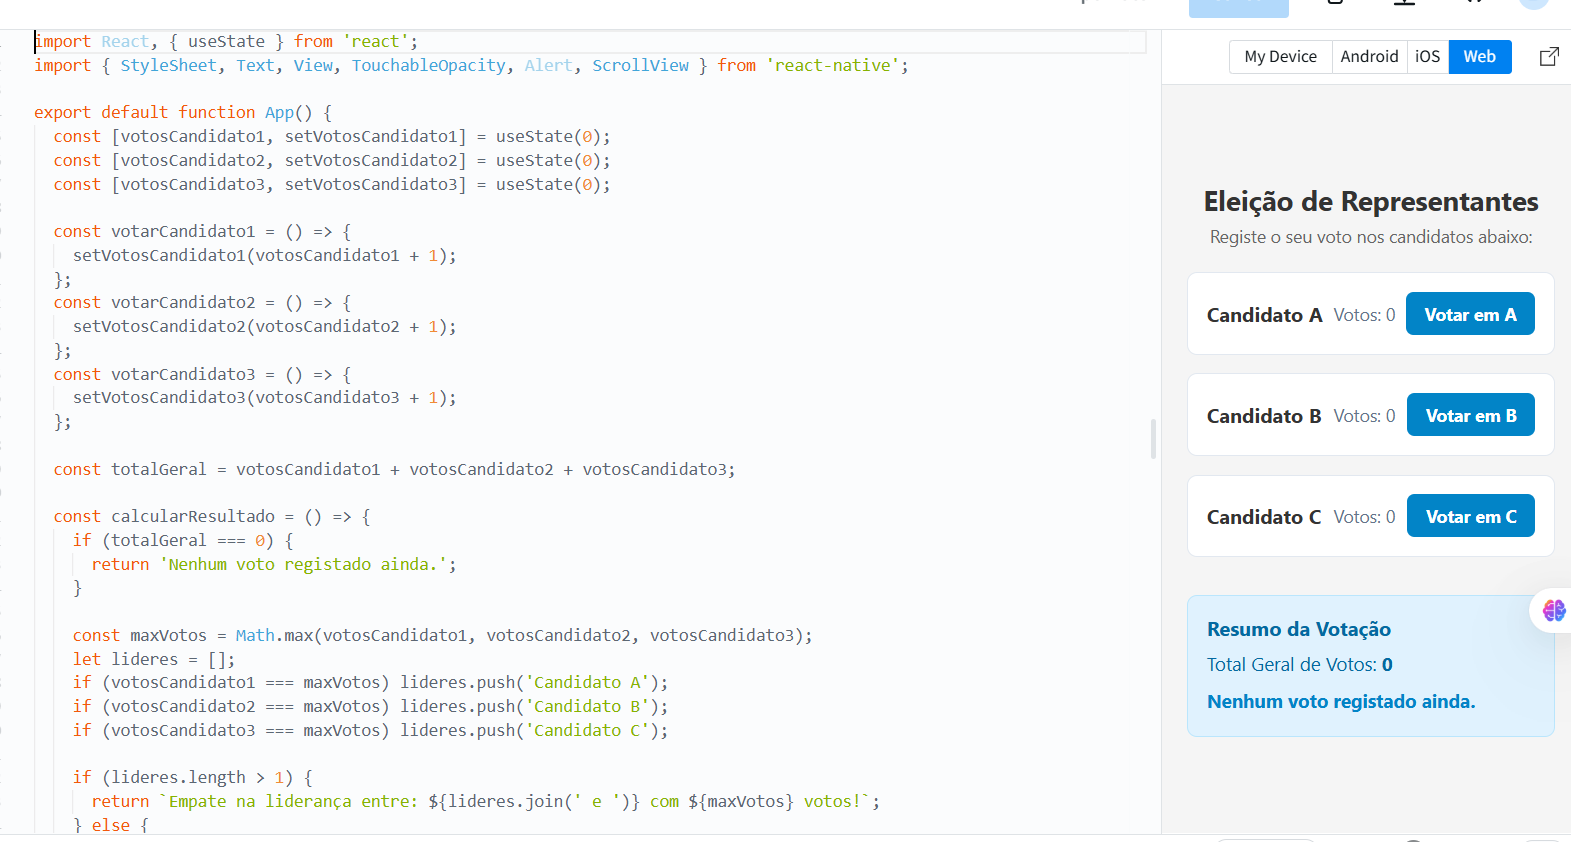 import React, { useState } from 'react';
import { StyleSheet, Text, View, TouchableOpacity, Alert, ScrollView } from 'react-native';
export default function App() {
const [votosCandidato1, setVotosCandidato1] = useState(0);
const [votosCandidato2, setVotosCandidato2] = useState(0);
const [votosCandidato3, setVotosCandidato3] = useState(0);
const votarCandidato1 = () => {
setVotosCandidato1(votosCandidato1 + 1);
};
const votarCandidato2 = () => {
setVotosCandidato2(votosCandidato2 + 1);
};
const votarCandidato3 = () => {
setVotosCandidato3(votosCandidato3 + 1);
};
const totalGeral = votosCandidato1 + votosCandidato2 + votosCandidato3;
const calcularResultado = () => {
if (totalGeral === 0) {
return 'Nenhum voto registado ainda.';
}
const maxVotos = Math.max(votosCandidato1, votosCandidato2, votosCandidato3);
let lideres = [];
if (votosCandidato1 === maxVotos) lideres.push('Candidato A');
if (votosCandidato2 === maxVotos) lideres.push('Candidato B');
if (votosCandidato3 === maxVotos) lideres.push('Candidato C');
if (lideres.length > 1) {
return `Empate na liderança entre: ${lideres.join(' e ')} com ${maxVotos} votos!`;
} else {
My Device Android iOS Web
Eleição de Representantes
Registe o seu voto nos candidatos abaixo:
Candidato A Votos: 0 Votar em A
Candidato B Votos: 0 Votar em B
Candidato C Votos: 0 Votar em C
Resumo da Votação
Total Geral de Votos: 0
Nenhum voto registado ainda.